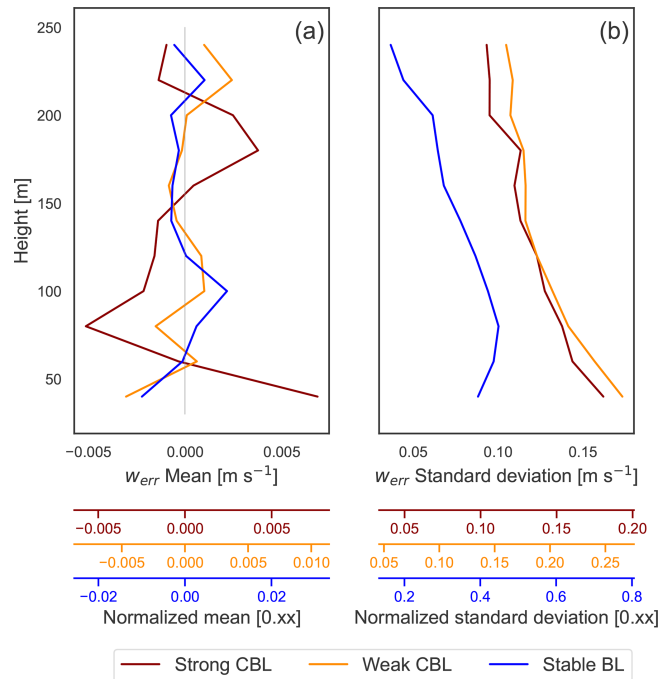 250
200
150
100
50
Height [m]
(a)
(b)
−0.005 0.000 0.005
0.05 0.10 0.15
w_err Mean [m s⁻¹]
w_err Standard deviation [m s⁻¹]
−0.005 0.000 0.005
0.05 0.10 0.15 0.20
−0.005 0.000 0.005 0.010
0.05 0.10 0.15 0.20 0.25
−0.02 0.00 0.02
0.2 0.4 0.6 0.8
Normalized mean [0.xx]
Normalized standard deviation [0.xx]
Strong CBL Weak CBL Stable BL